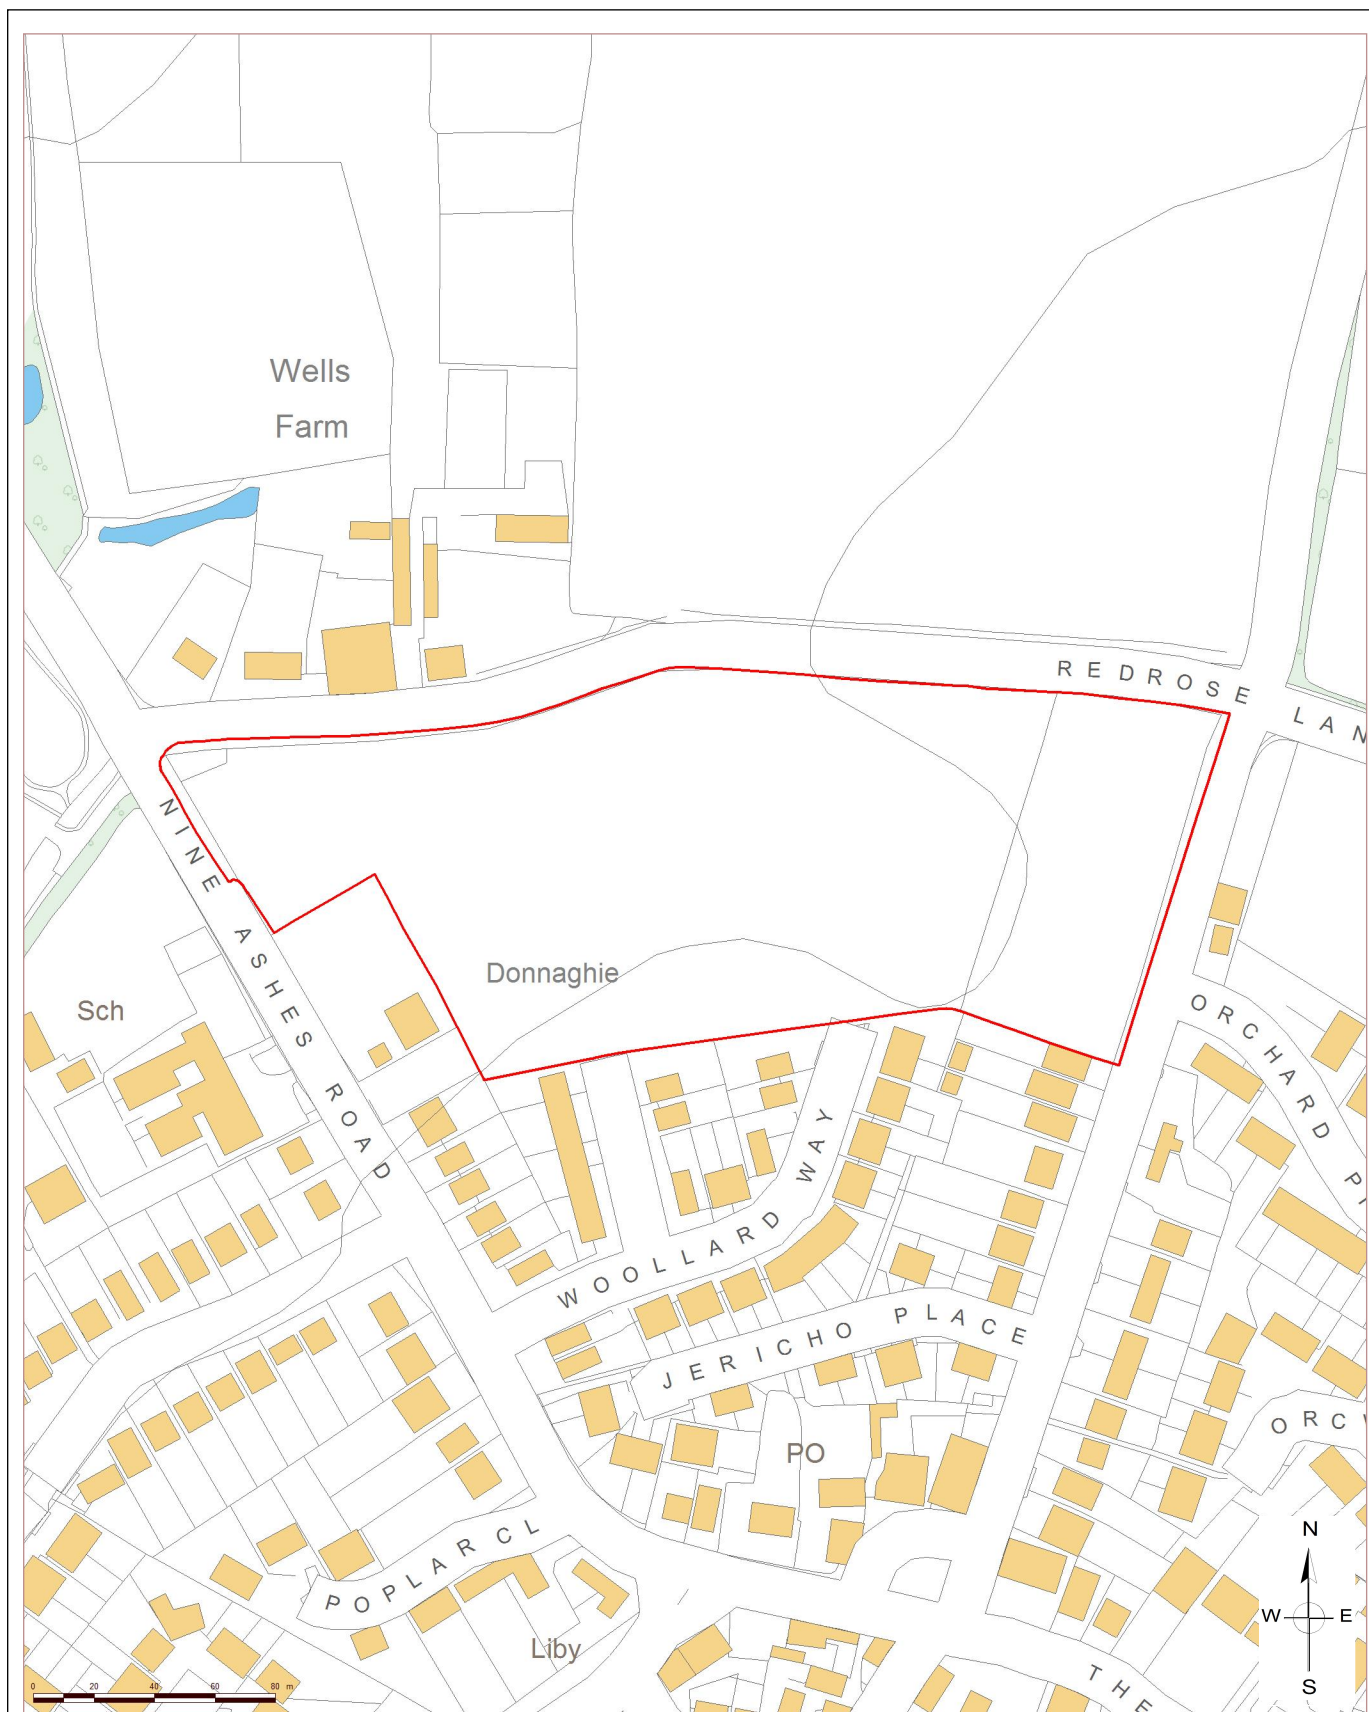 Wells
Farm
REDROSE LAN
NINE ASHES ROAD
Donnaghie
Sch
ORCHARD P
WOOLLARD WAY
JERICHO PLACE
PO
ORC
POPLAR CL
Liby
THE
N
W E
S
0 20 40 60 80 m